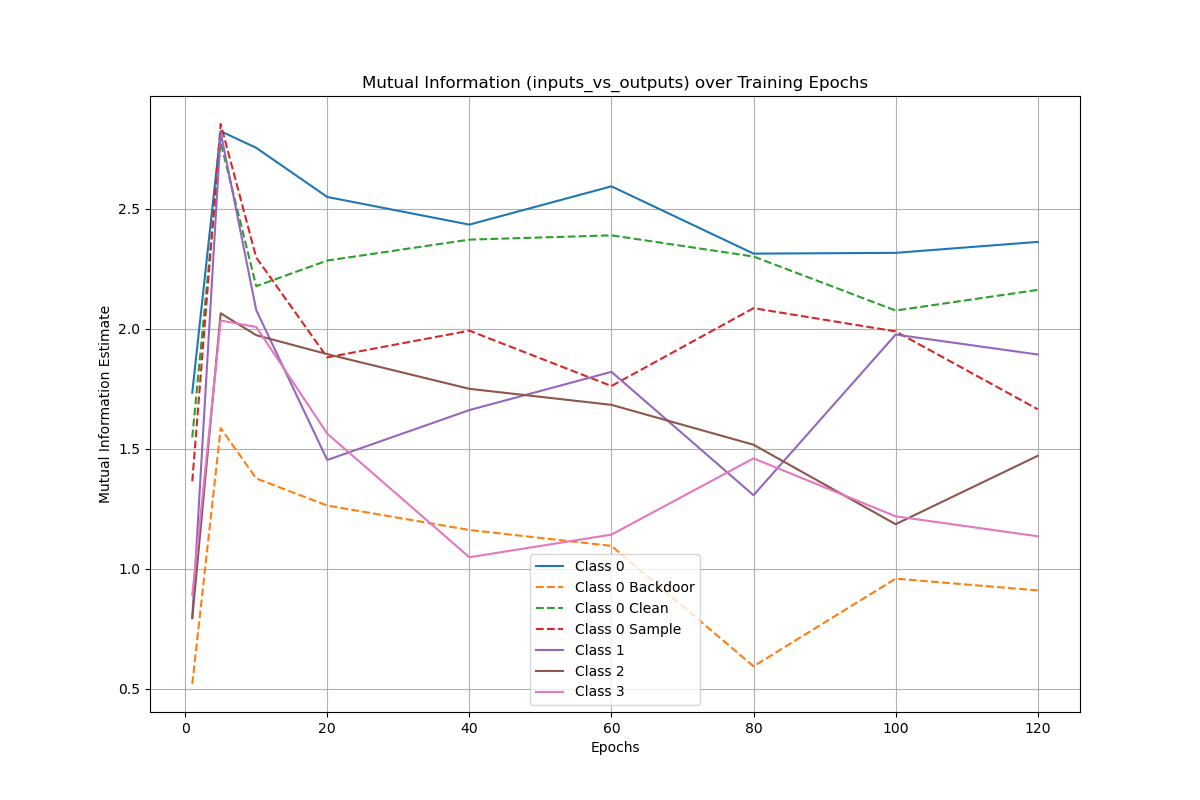 Mutual Information (inputs_vs_outputs) over Training Epochs
Mutual Information Estimate
2.5
2.0
1.5
1.0
0.5
Class 0
Class 0 Backdoor
Class 0 Clean
Class 0 Sample
Class 1
Class 2
Class 3
0 20 40 60 80 100 120
Epochs